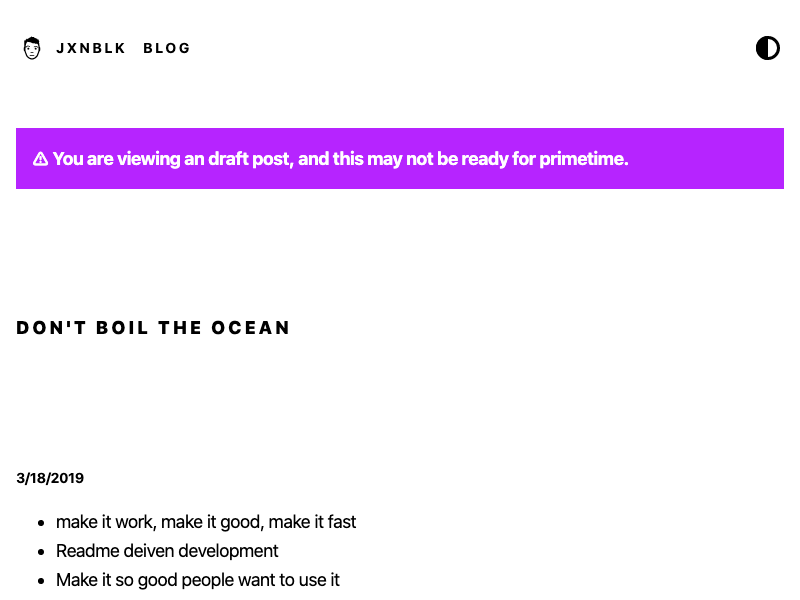 JXNBLK BLOG
⚠ You are viewing an draft post, and this may not be ready for primetime.
DON'T BOIL THE OCEAN
3/18/2019
• make it work, make it good, make it fast
• Readme deiven development
• Make it so good people want to use it